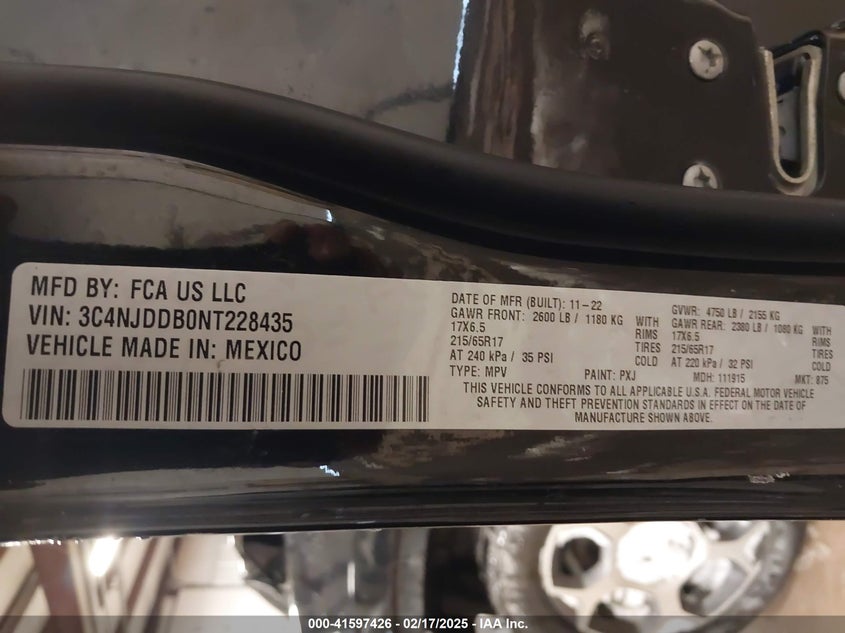 MFD BY: FCA US LLC
VIN: 3C4NJDDB0NT228435
VEHICLE MADE IN: MEXICO
DATE OF MFR (BUILT): 11-22
GAWR FRONT: 2600 LB / 1180 KG WITH
17X6.5 RIMS
215/65R17 TIRES
AT 240 kPa / 35 PSI COLD
TYPE: MPV
PAINT: PXJ
GVWR: 4750 LB / 2155 KG
GAWR REAR: 2380 LB / 1080 KG WITH
17X6.5 RIMS
215/65R17 TIRES
AT 220 kPa / 32 PSI COLD
MDH: 111915
MKT: 875
THIS VEHICLE CONFORMS TO ALL APPLICABLE U.S.A. FEDERAL MOTOR VEHICLE
SAFETY AND THEFT PREVENTION STANDARDS IN EFFECT ON THE DATE OF
MANUFACTURE SHOWN ABOVE.
000-41597426 - 02/17/2025 - IAA Inc.